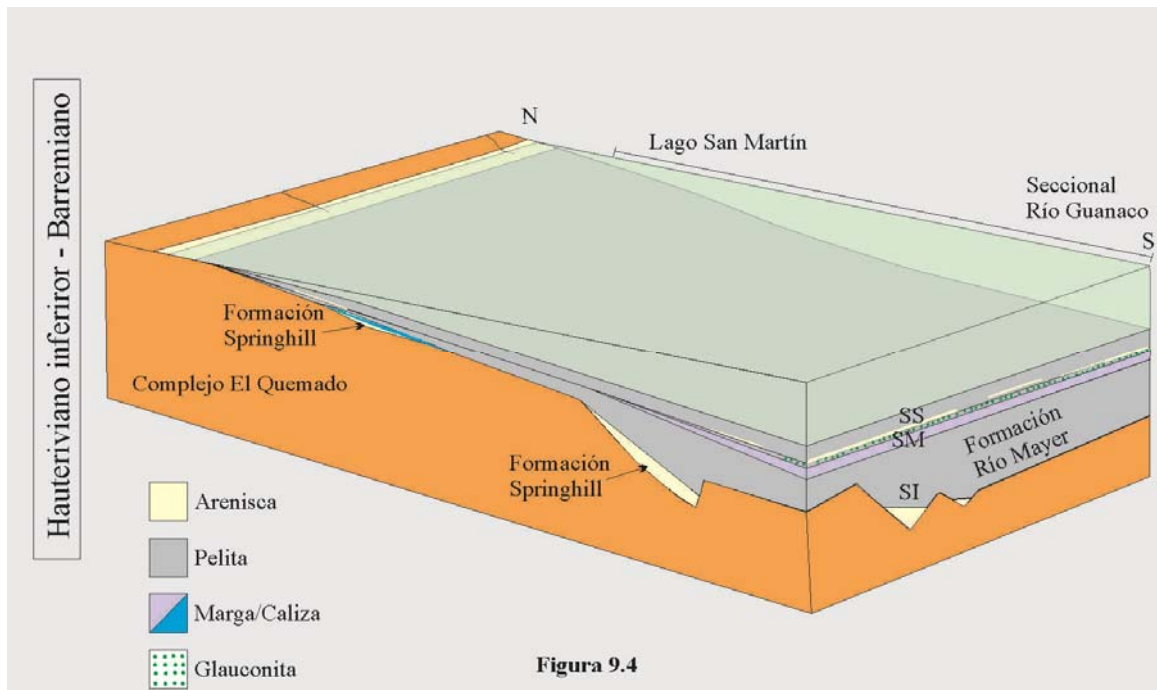 Hauteriviano inferiror - Barremiano
N
Lago San Martín
Seccional
Río Guanaco
S
Formación
Springhill
Complejo El Quemado
Formación
Springhill
SS
SM
Formación
Río Mayer
SI
Arenisca
Pelita
Marga/Caliza
Glauconita
Figura 9.4